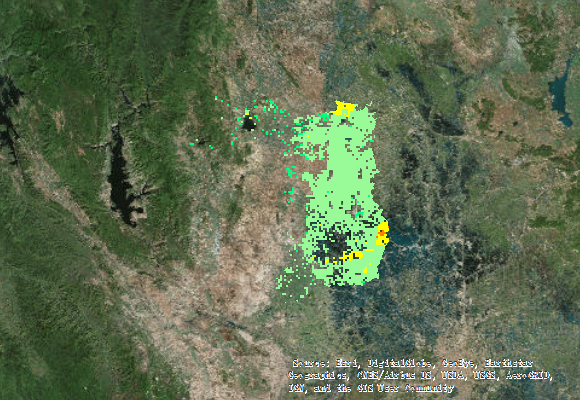 Source: Esri, DigitalGlobe, GeoEye, Earthstar
Geographics, CNES/Airbus DS, USDA, USGS, AeroGRID,
IGN, and the GIS User Community